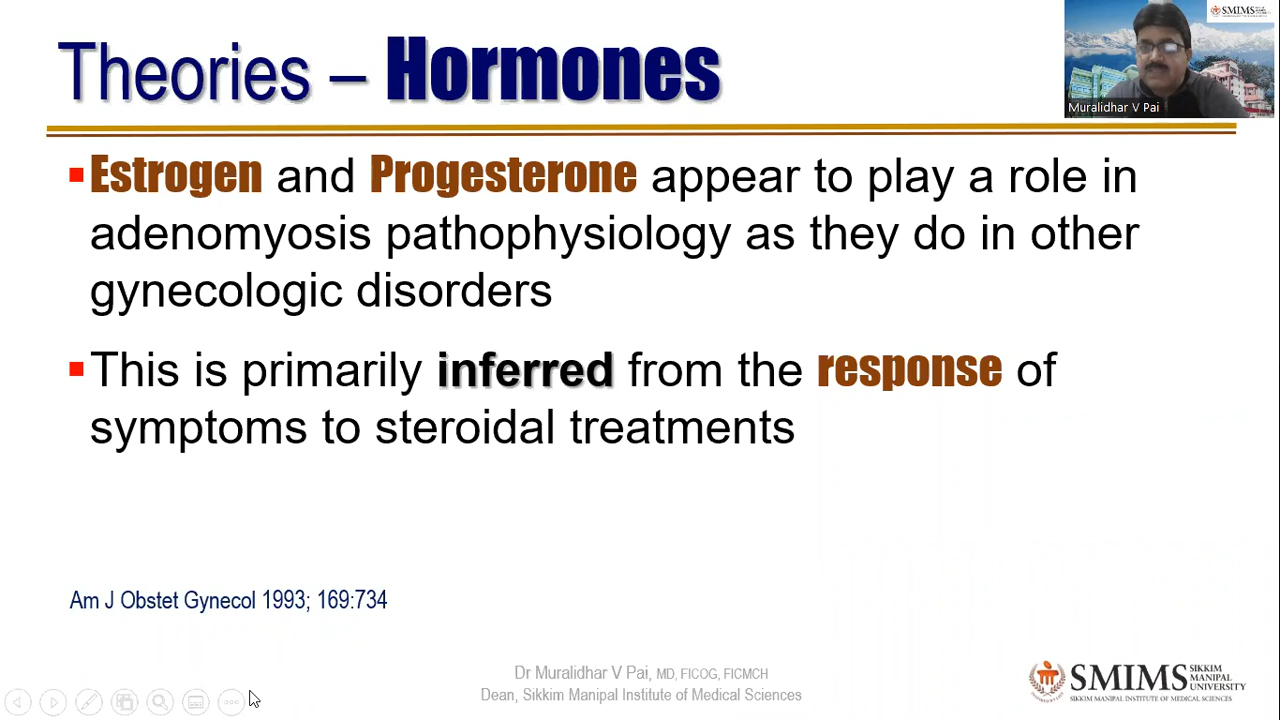 Theories – Hormones
SMIMS
Muralidhar V Pai
Estrogen and Progesterone appear to play a role in
adenomyosis pathophysiology as they do in other
gynecologic disorders
This is primarily inferred from the response of
symptoms to steroidal treatments
Am J Obstet Gynecol 1993; 169:734
Dr Muralidhar V Pai, MD, FICOG, FICMCH
Dean, Sikkim Manipal Institute of Medical Sciences
SMIMS SIKKIM
MANIPAL
UNIVERSITY
SIKKIM MANIPAL INSTITUTE OF MEDICAL SCIENCES